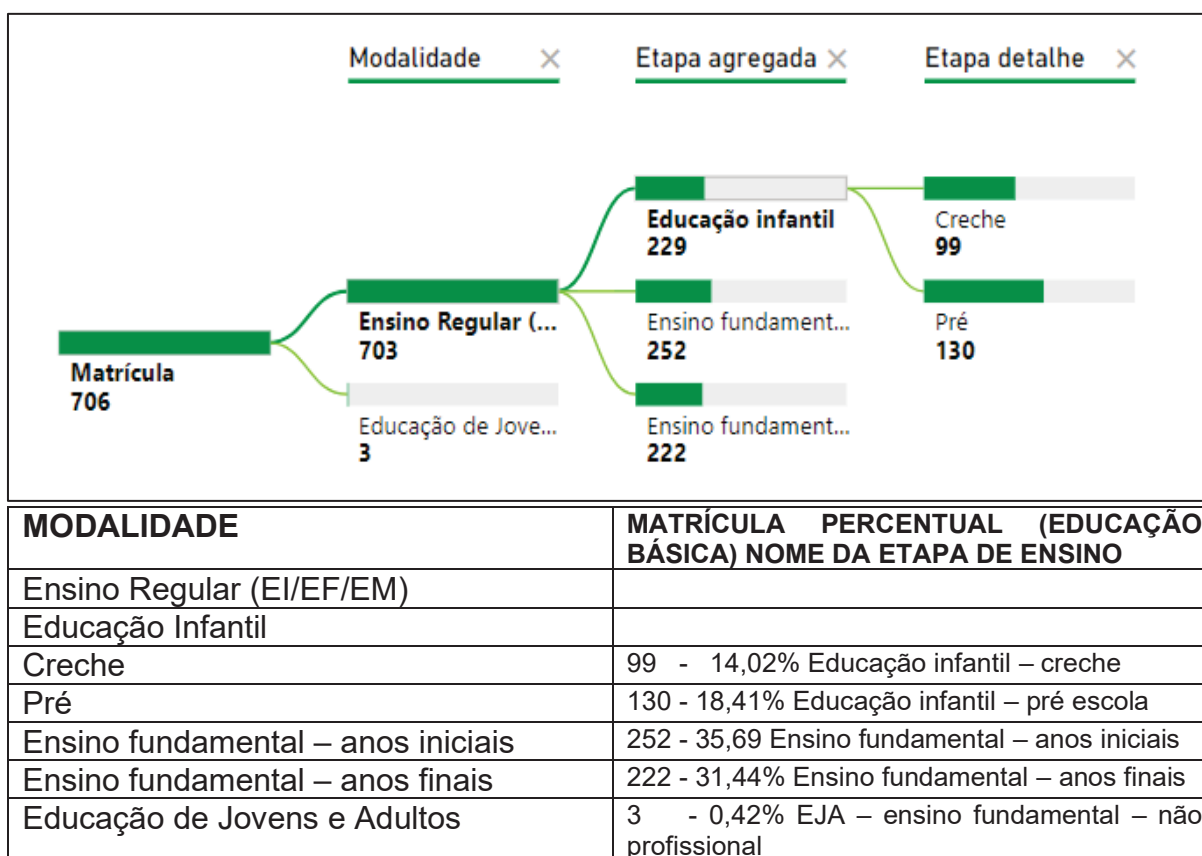 Modalidade ×
Etapa agregada ×
Etapa detalhe ×
Educação infantil
229
Creche
99
Ensino Regular (...
703
Ensino fundament...
252
Pré
130
Matrícula
706
Educação de Jove...
3
Ensino fundament...
222
MODALIDADE
MATRÍCULA PERCENTUAL (EDUCAÇÃO
BÁSICA) NOME DA ETAPA DE ENSINO
Ensino Regular (EI/EF/EM)
Educação Infantil
Creche
99 - 14,02% Educação infantil – creche
Pré
130 - 18,41% Educação infantil – pré escola
Ensino fundamental – anos iniciais
252 - 35,69 Ensino fundamental – anos iniciais
Ensino fundamental – anos finais
222 - 31,44% Ensino fundamental – anos finais
Educação de Jovens e Adultos
3 - 0,42% EJA – ensino fundamental – não
profissional